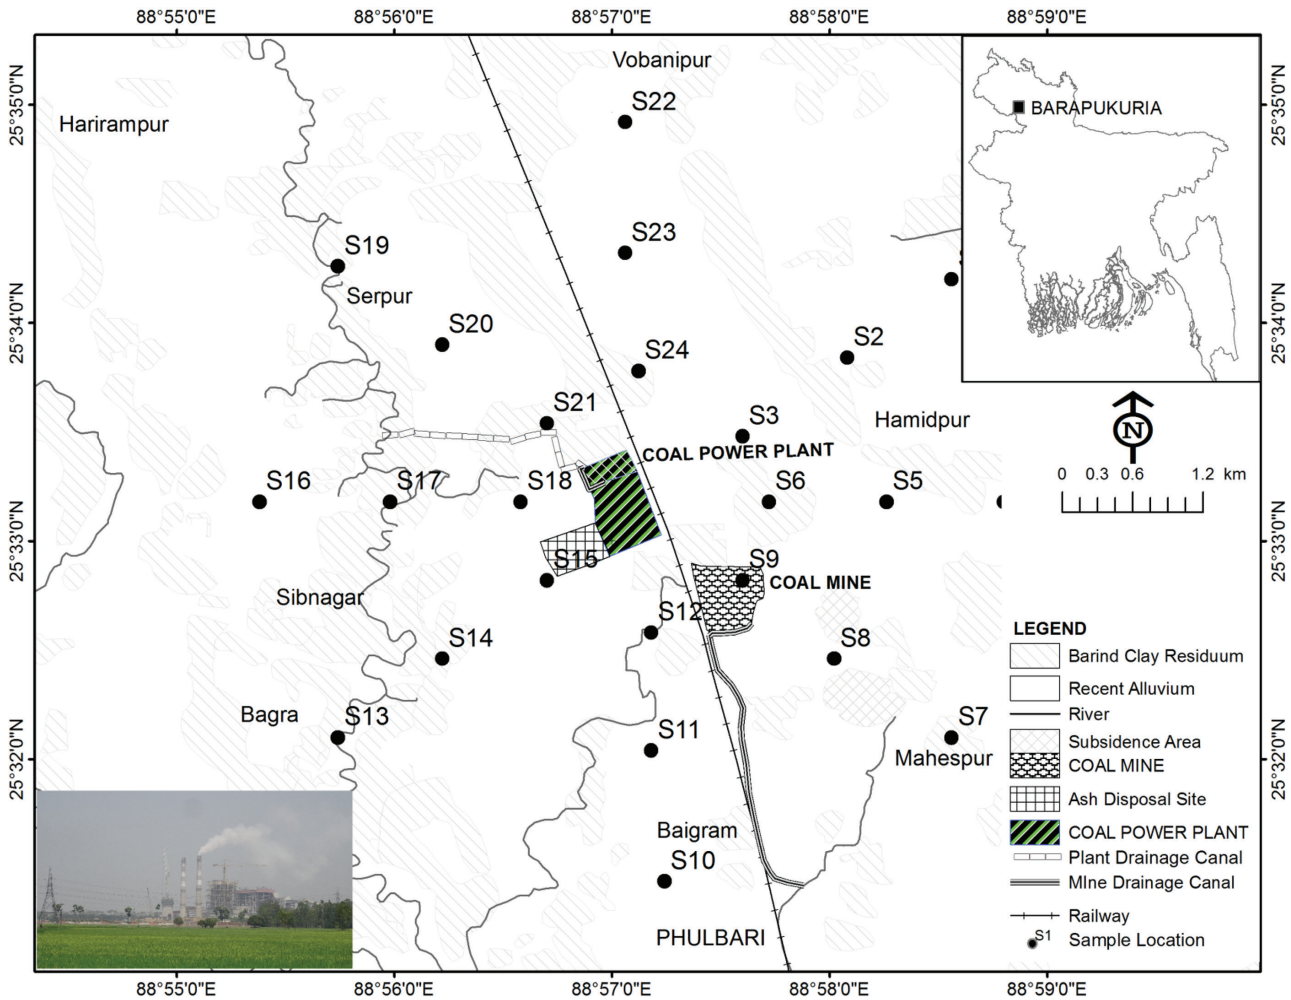 88°55'0"E
88°56'0"E
88°57'0"E
88°58'0"E
88°59'0"E
25°35'0"N
25°34'0"N
25°33'0"N
25°32'0"N
25°35'0"N
25°34'0"N
25°33'0"N
25°32'0"N
Vobanipur
S22
Harirampur
BARAPUKURIA
S23
S19
Serpur
S20
S2
S24
S21
S3
Hamidpur
COAL POWER PLANT
N
0 0.3 0.6 1.2 km
S16
S17
S18
S6
S5
S15
S9
COAL MINE
Sibnagar
S12
S14
S8
Bagra
S13
S11
S7
Mahespur
Baigram
S10
PHULBARI
LEGEND
Barind Clay Residuum
Recent Alluvium
River
Subsidence Area
COAL MINE
Ash Disposal Site
COAL POWER PLANT
Plant Drainage Canal
MIne Drainage Canal
Railway
S1
Sample Location
88°55'0"E
88°56'0"E
88°57'0"E
88°58'0"E
88°59'0"E